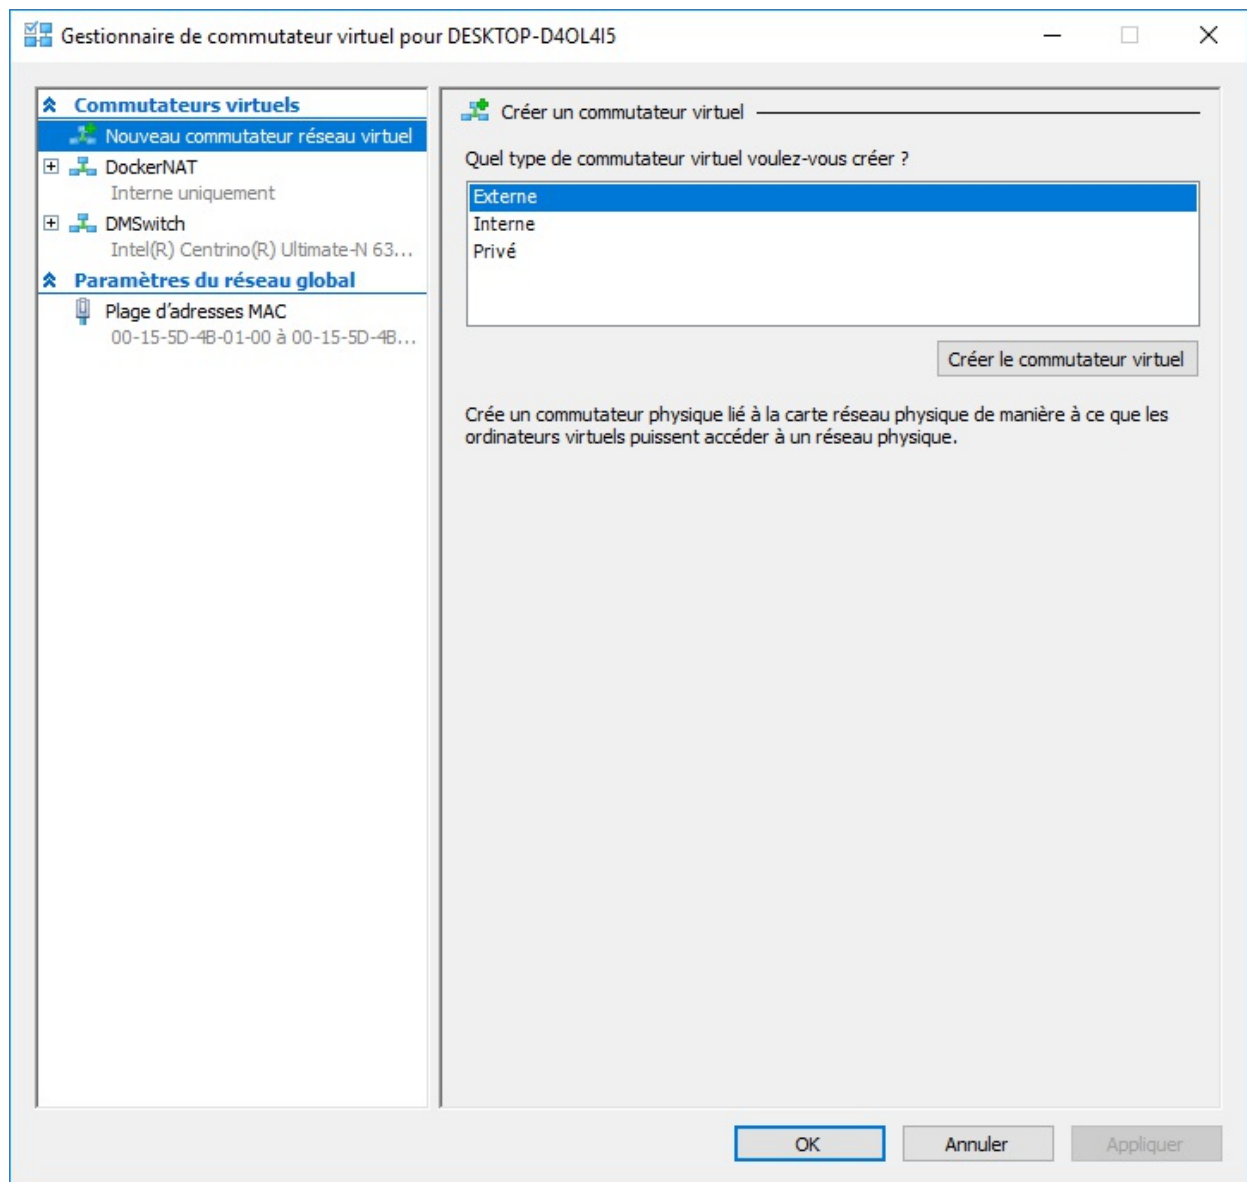 Gestionnaire de commutateur virtuel pour DESKTOP-D4OL4I5
Commutateurs virtuels
Nouveau commutateur réseau virtuel
DockerNAT
Interne uniquement
DMSwitch
Intel(R) Centrino(R) Ultimate-N 63...
Paramètres du réseau global
Plage d'adresses MAC
00-15-5D-4B-01-00 à 00-15-5D-4B...
Créer un commutateur virtuel
Quel type de commutateur virtuel voulez-vous créer ?
Externe
Interne
Privé
Créer le commutateur virtuel
Crée un commutateur physique lié à la carte réseau physique de manière à ce que les
ordinateurs virtuels puissent accéder à un réseau physique.
OK
Annuler
Appliquer